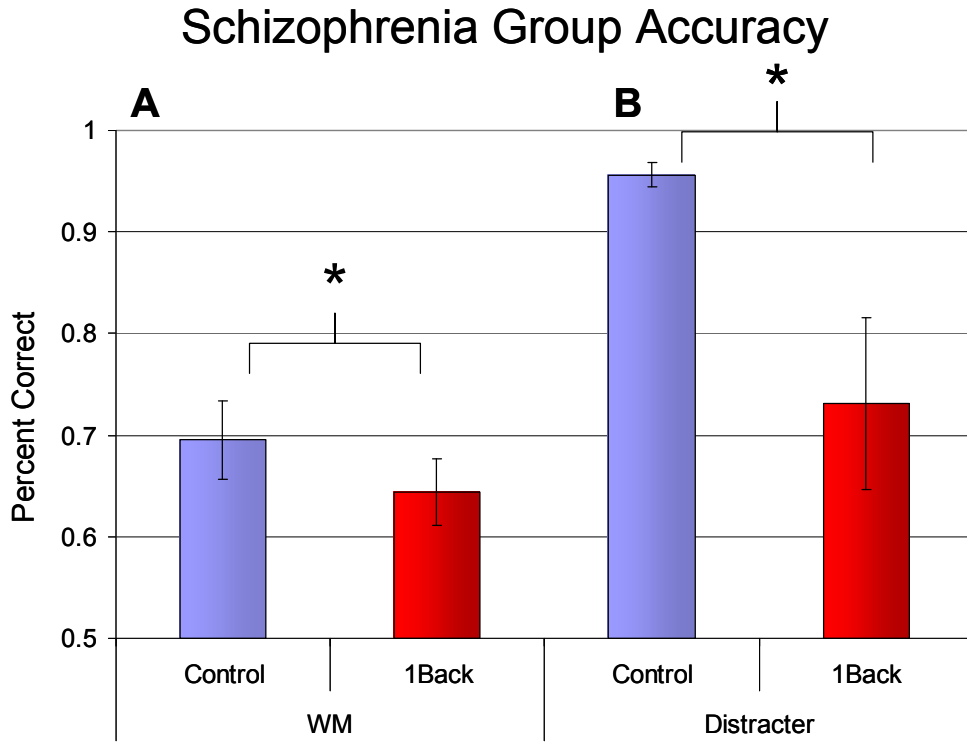 Schizophrenia Group Accuracy
A
B
*
*
1
0.9
0.8
0.7
0.6
0.5
Percent Correct
Control
1Back
Control
1Back
WM
Distracter